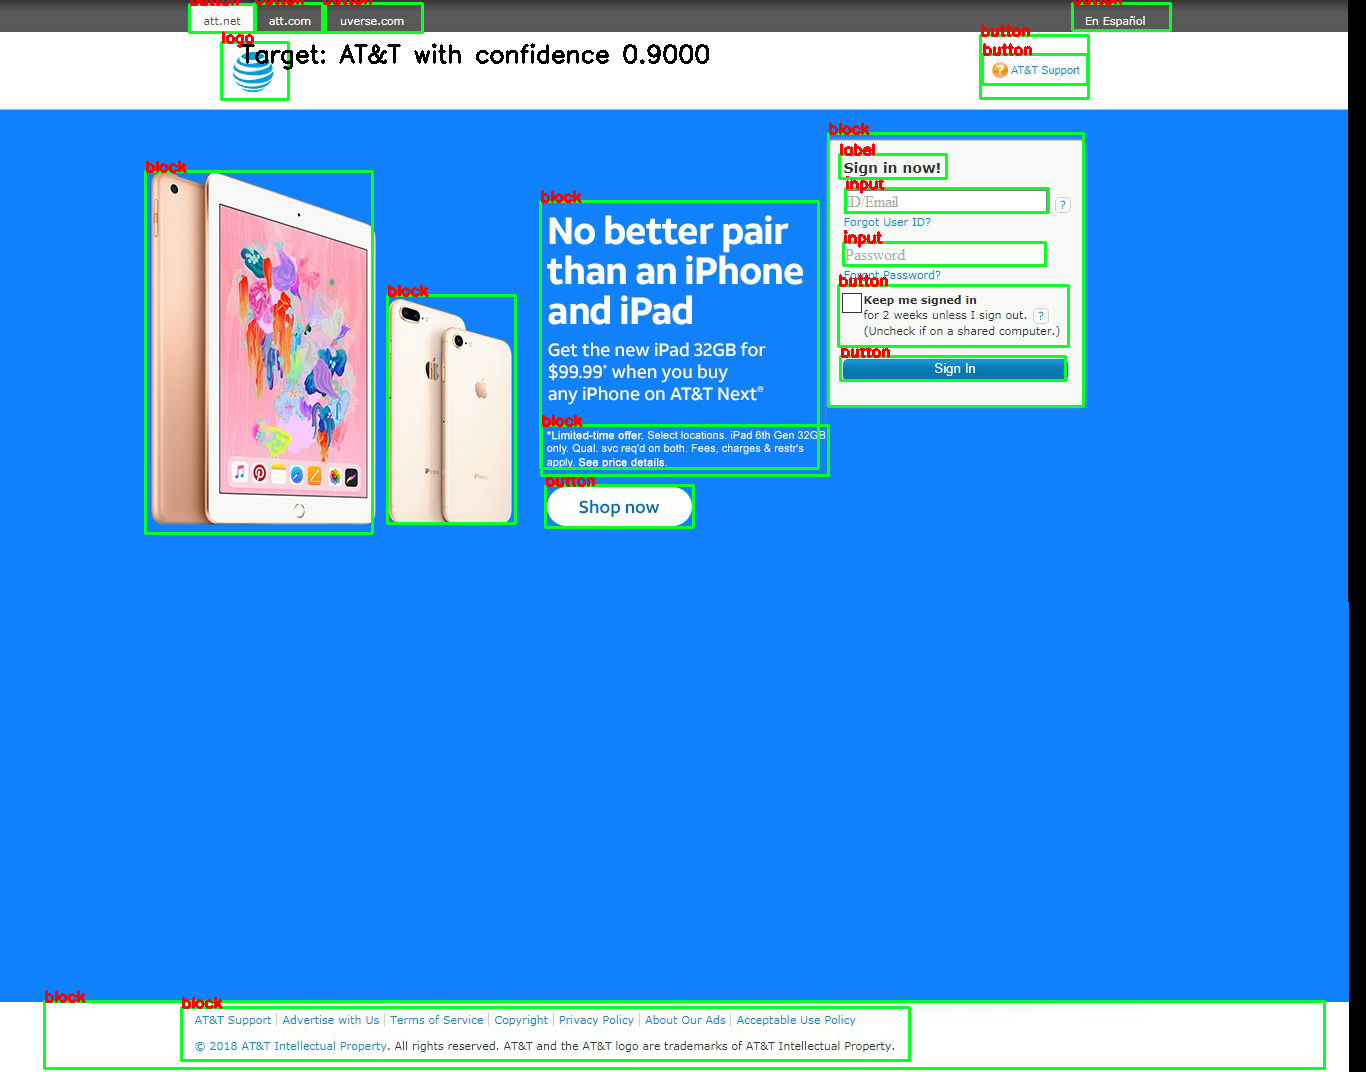 button button button button
att.net att.com uverse.com En Español
logo
Target: AT&T with confidence 0.9000
button
button
AT&T Support
block
label
Sign in now!
input
ID/Email ?
Forgot User ID?
input
Password
Forgot Password?
button
Keep me signed in
for 2 weeks unless I sign out. ?
(Uncheck if on a shared computer.)
button
Sign In
block
block
block
No better pair
than an iPhone
and iPad
Get the new iPad 32GB for
$99.99* when you buy
any iPhone on AT&T Next®
block
*Limited-time offer. Select locations. iPad 6th Gen 32GB
only. Qual. svc req'd on both. Fees, charges & restr's
apply. See price details.
button
Shop now
block
block
AT&T Support | Advertise with Us | Terms of Service | Copyright | Privacy Policy | About Our Ads | Acceptable Use Policy
© 2018 AT&T Intellectual Property. All rights reserved. AT&T and the AT&T logo are trademarks of AT&T Intellectual Property.